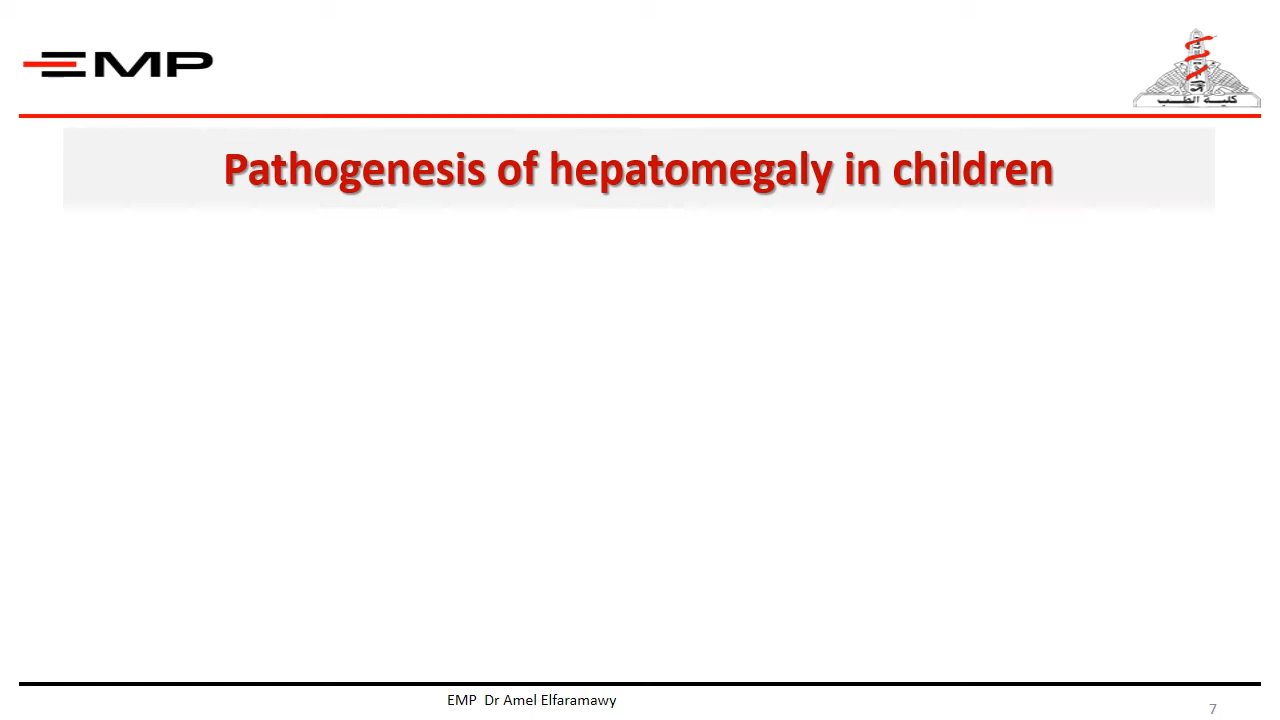 EMP
كلية الطب
Pathogenesis of hepatomegaly in children
EMP Dr Amel Elfaramawy
7